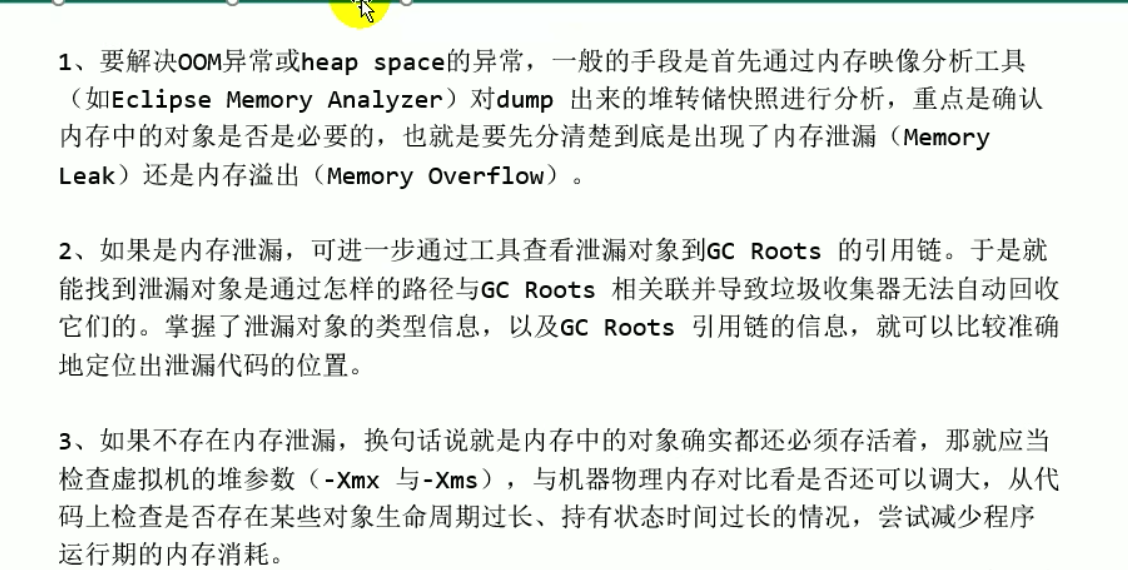 1、要解决OOM异常或heap space的异常，一般的手段是首先通过内存映像分析工具
（如Eclipse Memory Analyzer）对dump 出来的堆转储快照进行分析，重点是确认
内存中的对象是否是必要的，也就是要先分清楚到底是出现了内存泄漏（Memory
Leak）还是内存溢出（Memory Overflow）。
2、如果是内存泄漏，可进一步通过工具查看泄漏对象到GC Roots 的引用链。于是就
能找到泄漏对象是通过怎样的路径与GC Roots 相关联并导致垃圾收集器无法自动回收
它们的。掌握了泄漏对象的类型信息，以及GC Roots 引用链的信息，就可以比较准确
地定位出泄漏代码的位置。
3、如果不存在内存泄漏，换句话说就是内存中的对象确实都还必须存活着，那就应当
检查虚拟机的堆参数（-Xmx 与-Xms），与机器物理内存对比看是否还可以调大，从代
码上检查是否存在某些对象生命周期过长、持有状态时间过长的情况，尝试减少程序
运行期的内存消耗。